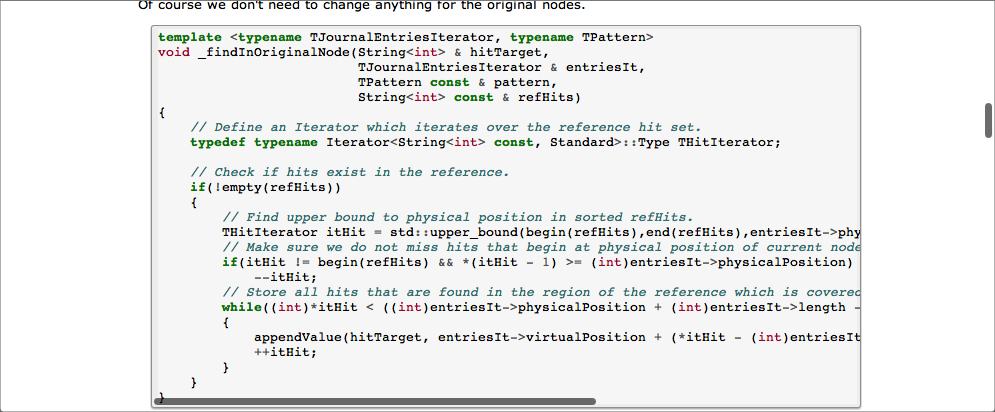 Of course we don't need to change anything for the original nodes.
template <typename TJournalEntriesIterator, typename TPattern>
void _findInOriginalNode(String<int> & hitTarget,
                         TJournalEntriesIterator & entriesIt,
                         TPattern const & pattern,
                         String<int> const & refHits)
{
    // Define an Iterator which iterates over the reference hit set.
    typedef typename Iterator<String<int> const, Standard>::Type THitIterator;

    // Check if hits exist in the reference.
    if(!empty(refHits))
    {
        // Find upper bound to physical position in sorted refHits.
        THitIterator itHit = std::upper_bound(begin(refHits),end(refHits),entriesIt->phy
        // Make sure we do not miss hits that begin at physical position of current node
        if(itHit != begin(refHits) && *(itHit - 1) >= (int)entriesIt->physicalPosition)
            --itHit;
        // Store all hits that are found in the region of the reference which is covered
        while((int)*itHit < ((int)entriesIt->physicalPosition + (int)entriesIt->length -
        {
            appendValue(hitTarget, entriesIt->virtualPosition + (*itHit - (int)entriesIt
            ++itHit;
        }
    }
}